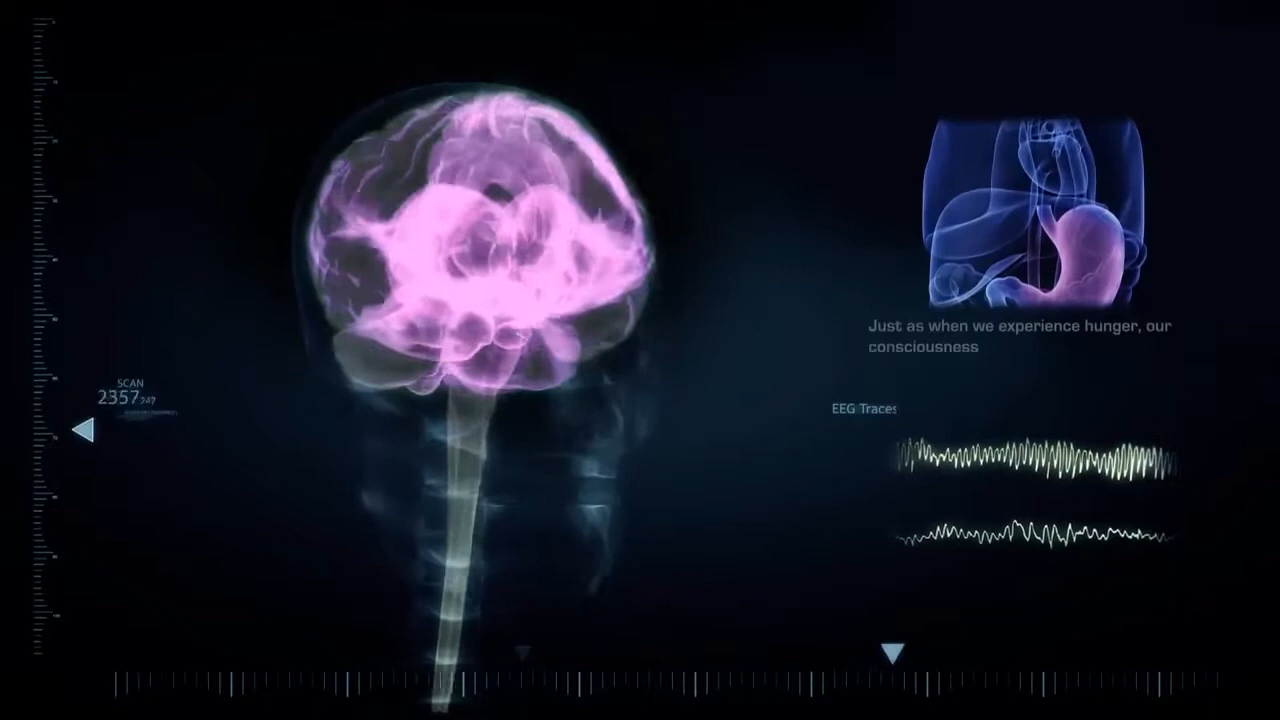 Just as when we experience hunger, our
consciousness
SCAN
2357
EEG Traces